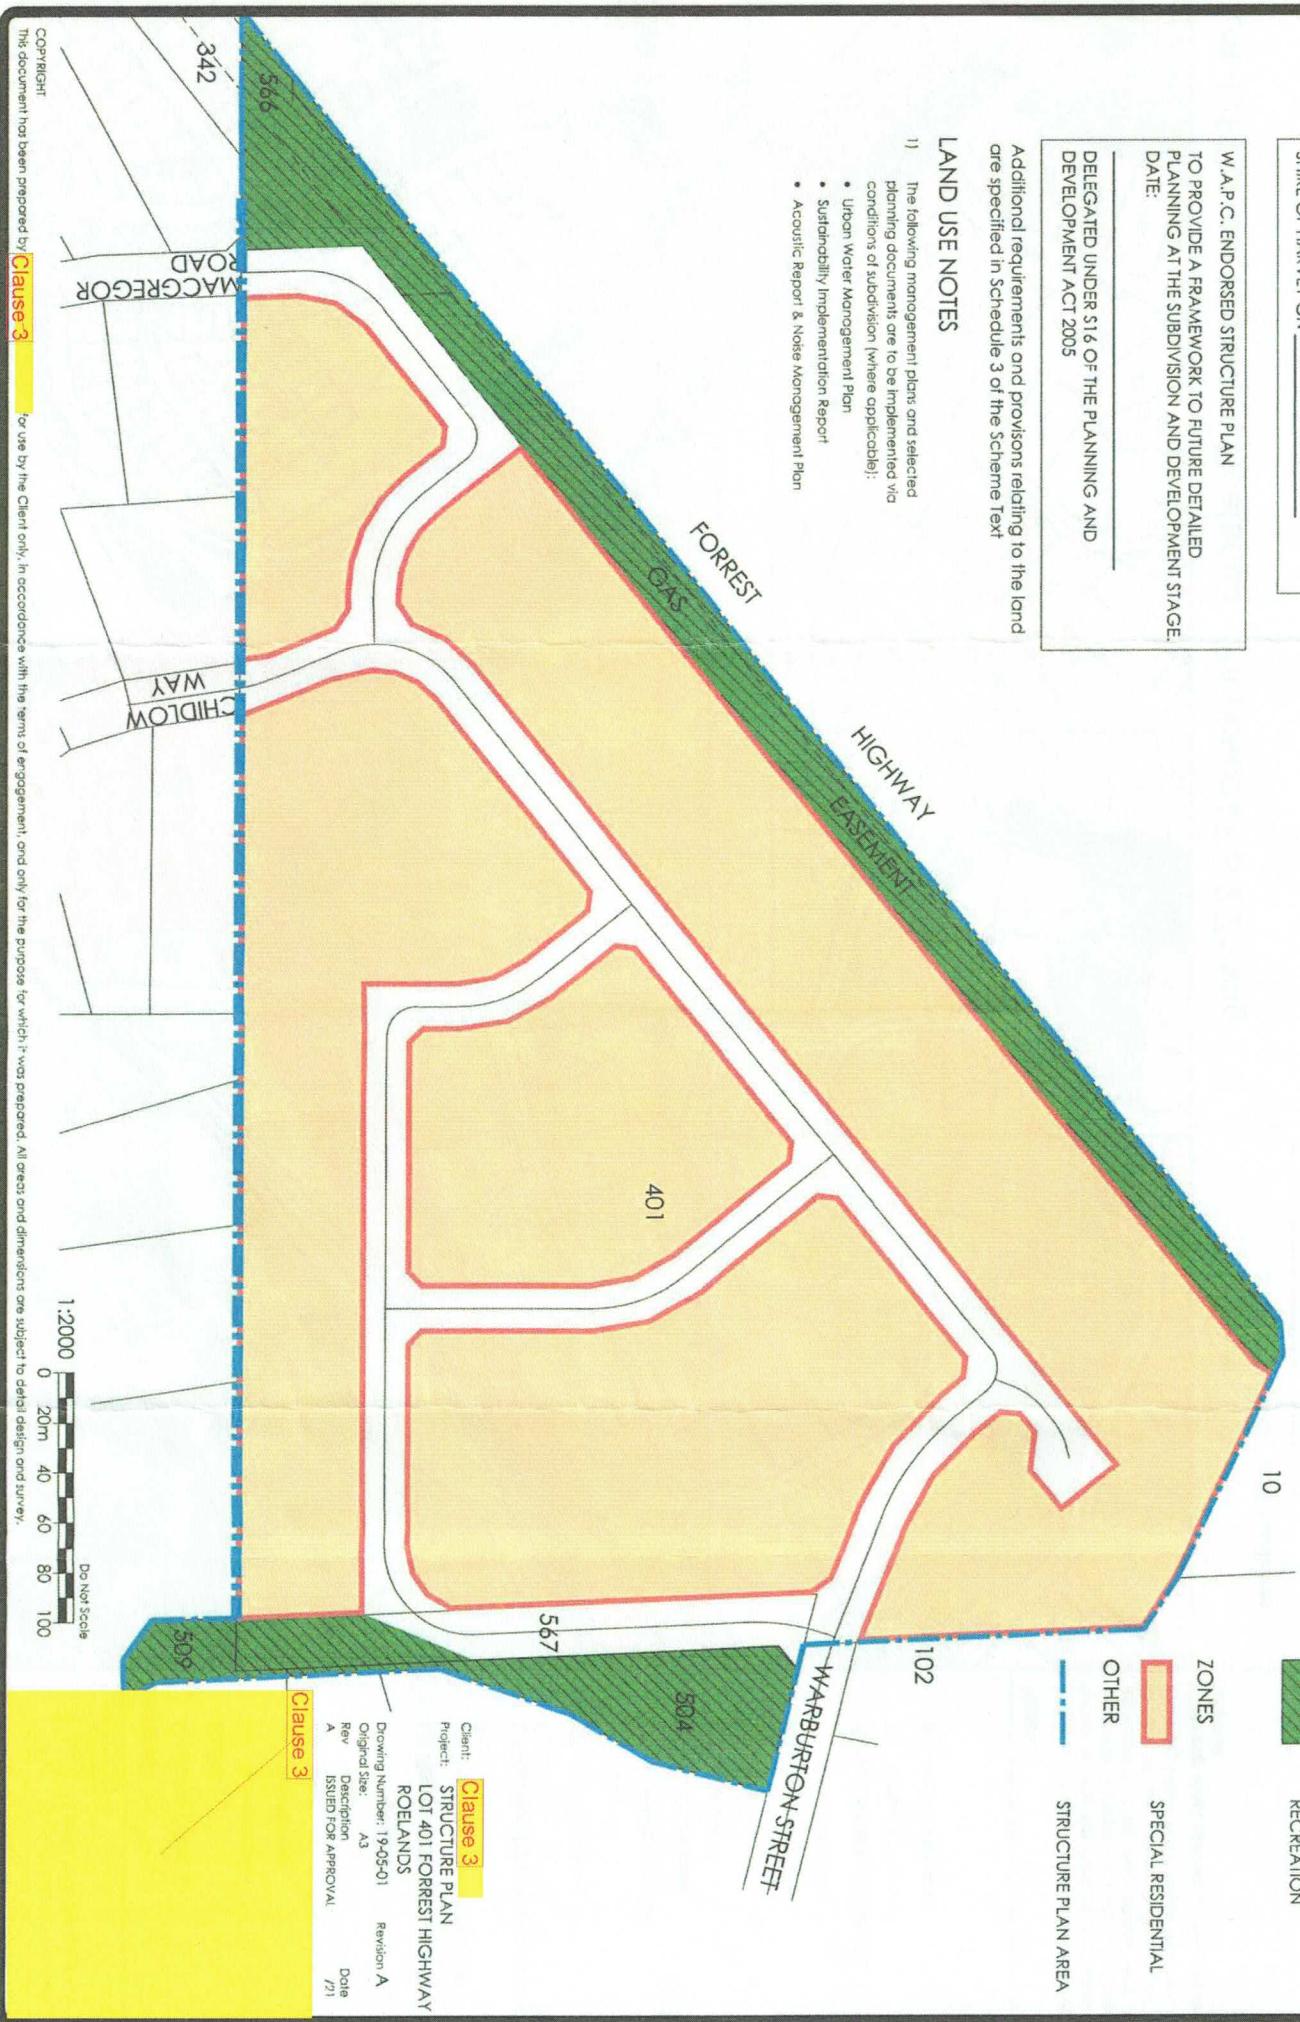 W.A.P.C. ENDORSED STRUCTURE PLAN
TO PROVIDE A FRAMEWORK TO FUTURE DETAILED
PLANNING AT THE SUBDIVISION AND DEVELOPMENT STAGE.
DATE:
DELEGATED UNDER S16 OF THE PLANNING AND
DEVELOPMENT ACT 2005
Additional requirements and provisons relating to the land
are specified in Schedule 3 of the Scheme Text
LAND USE NOTES
1) The following management plans and selected
planning documents are to be implemented via
conditions of subdivision (where applicable):
• Urban Water Management Plan
• Sustainability Implementation Report
• Acoustic Report & Noise Management Plan
RECREATION
ZONES
SPECIAL RESIDENTIAL
OTHER
STRUCTURE PLAN AREA
10
102
FORREST
HIGHWAY
GAS
EASEMENT
342
566
MACGREGOR
ROAD
CHIDLOW
WAY
401
567
504
509
WARBURTON STREET
1:2000
0 20m 40 60 80 100
Do Not Scale
Client: Clause 3
Project: STRUCTURE PLAN
LOT 401 FORREST HIGHWAY
ROELANDS
Drawing Number: 19-05-01 Revision A
Original Size: A3
Rev Description Date
A ISSUED FOR APPROVAL /21
Clause 3
COPYRIGHT
This document has been prepared by Clause 3 for use by the Client only, in accordance with the terms of engagement, and only for the purpose for which it was prepared. All areas and dimensions are subject to detail design and survey.